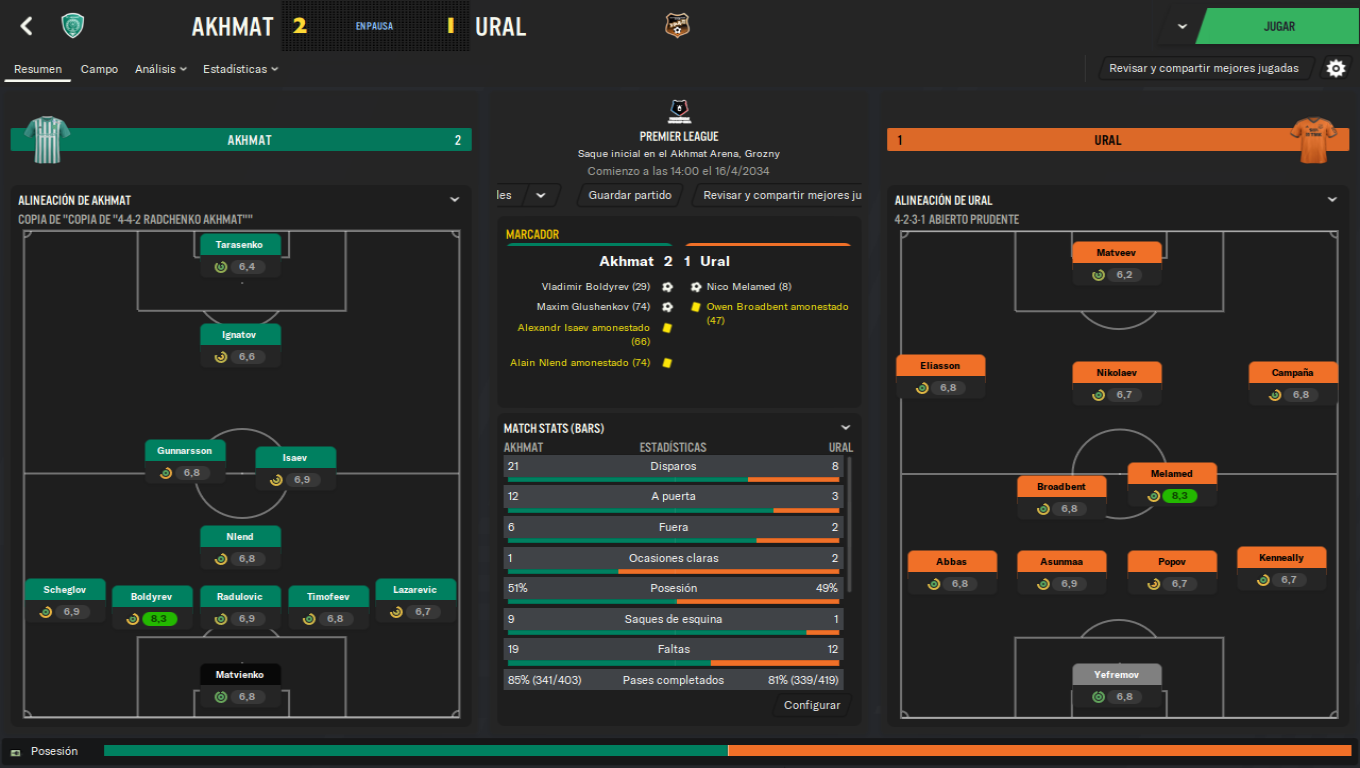 AKHMAT 2 EN PAUSA 1 URAL
JUGAR
Resumen Campo Análisis Estadísticas
Revisar y compartir mejores jugadas
AKHMAT 2
PREMIER LEAGUE
Saque inicial en el Akhmat Arena, Grozny
Comienzo a las 14:00 el 16/4/2034
1 URAL
les Guardar partido Revisar y compartir mejores ju
ALINEACIÓN DE AKHMAT
COPIA DE "COPIA DE "4-4-2 RADCHENKO AKHMAT""
Tarasenko
6,4
Ignatov
6,6
Gunnarsson
6,8
Isaev
6,9
Nlend
6,8
Scheglov
6,9
Boldyrev
8,3
Radulovic
6,9
Timofeev
6,8
Lazarevic
6,7
Matvienko
6,8
MARCADOR
Akhmat 2 1 Ural
Vladimir Boldyrev (29) Nico Melamed (8)
Maxim Glushenkov (74) Owen Broadbent amonestado
(47)
Alexandr Isaev amonestado
(66)
Alain Nlend amonestado (74)
MATCH STATS (BARS)
AKHMAT ESTADÍSTICAS URAL
21 Disparos 8
12 A puerta 3
6 Fuera 2
1 Ocasiones claras 2
51% Posesión 49%
9 Saques de esquina 1
19 Faltas 12
85% (341/403) Pases completados 81% (339/419)
Configurar
ALINEACIÓN DE URAL
4-2-3-1 ABIERTO PRUDENTE
Matveev
6,2
Eliasson
6,8
Nikolaev
6,7
Campaña
6,8
Broadbent
6,8
Melamed
8,3
Abbas
6,8
Asunmaa
6,9
Popov
6,7
Kenneally
6,7
Yefremov
6,8
Posesión